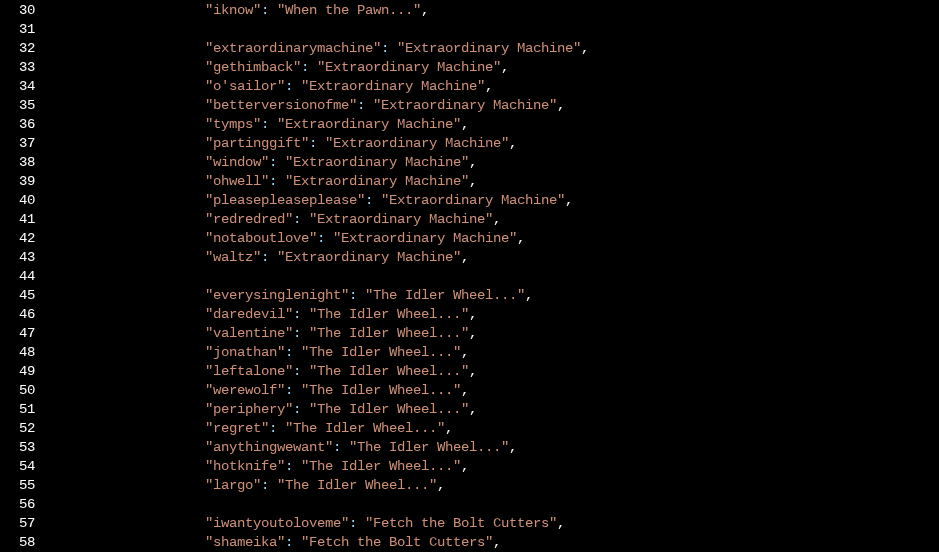 30 "iknow": "When the Pawn...",
31
32 "extraordinarymachine": "Extraordinary Machine",
33 "gethimback": "Extraordinary Machine",
34 "o'sailor": "Extraordinary Machine",
35 "betterversionofme": "Extraordinary Machine",
36 "tymps": "Extraordinary Machine",
37 "partinggift": "Extraordinary Machine",
38 "window": "Extraordinary Machine",
39 "ohwell": "Extraordinary Machine",
40 "pleasepleaseplease": "Extraordinary Machine",
41 "redredred": "Extraordinary Machine",
42 "notaboutlove": "Extraordinary Machine",
43 "waltz": "Extraordinary Machine",
44
45 "everysinglenight": "The Idler Wheel...",
46 "daredevil": "The Idler Wheel...",
47 "valentine": "The Idler Wheel...",
48 "jonathan": "The Idler Wheel...",
49 "leftalone": "The Idler Wheel...",
50 "werewolf": "The Idler Wheel...",
51 "periphery": "The Idler Wheel...",
52 "regret": "The Idler Wheel...",
53 "anythingwewant": "The Idler Wheel...",
54 "hotknife": "The Idler Wheel...",
55 "largo": "The Idler Wheel...",
56
57 "iwantyoutoloveme": "Fetch the Bolt Cutters",
58 "shameika": "Fetch the Bolt Cutters",